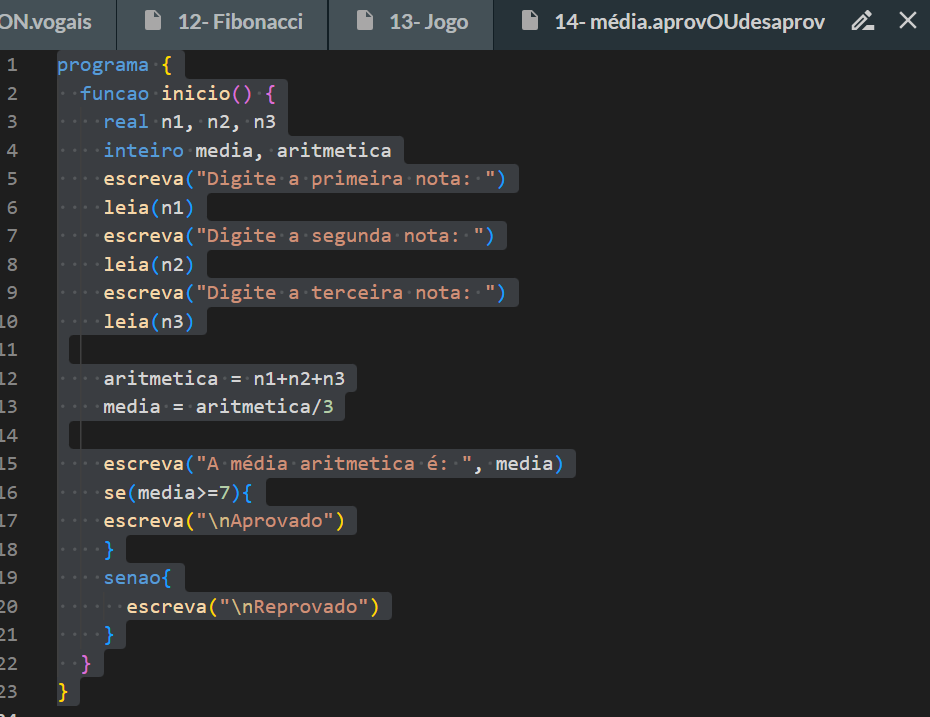 ON.vogais 12- Fibonacci 13- Jogo 14- média.aprovOUdesaprov
1 programa {
2 funcao inicio() {
3 real n1, n2, n3
4 inteiro media, aritmetica
5 escreva("Digite a primeira nota: ")
6 leia(n1)
7 escreva("Digite a segunda nota: ")
8 leia(n2)
9 escreva("Digite a terceira nota: ")
10 leia(n3)
11
12 aritmetica = n1+n2+n3
13 media = aritmetica/3
14
15 escreva("A média aritmetica é: ", media)
16 se(media>=7){
17 escreva("\nAprovado")
18 }
19 senao{
20 escreva("\nReprovado")
21 }
22 }
23 }